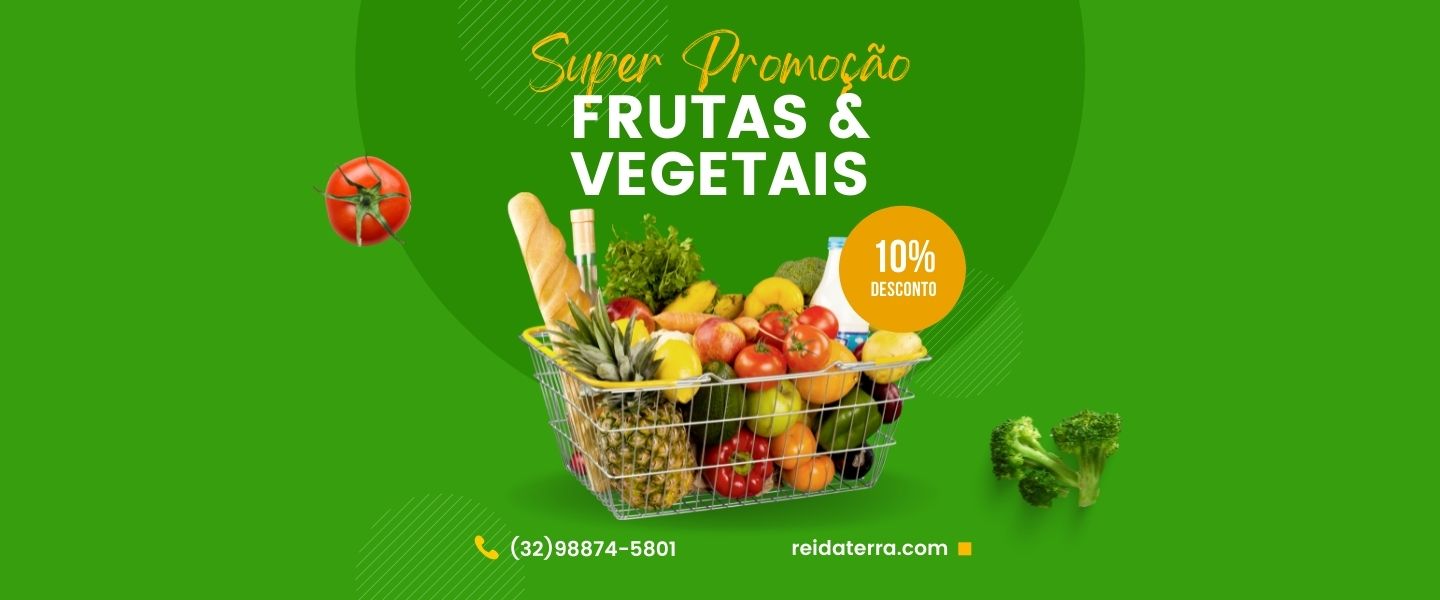 Super Promoção
FRUTAS &
VEGETAIS
10%
DESCONTO
(32)98874-5801
reidaterra.com